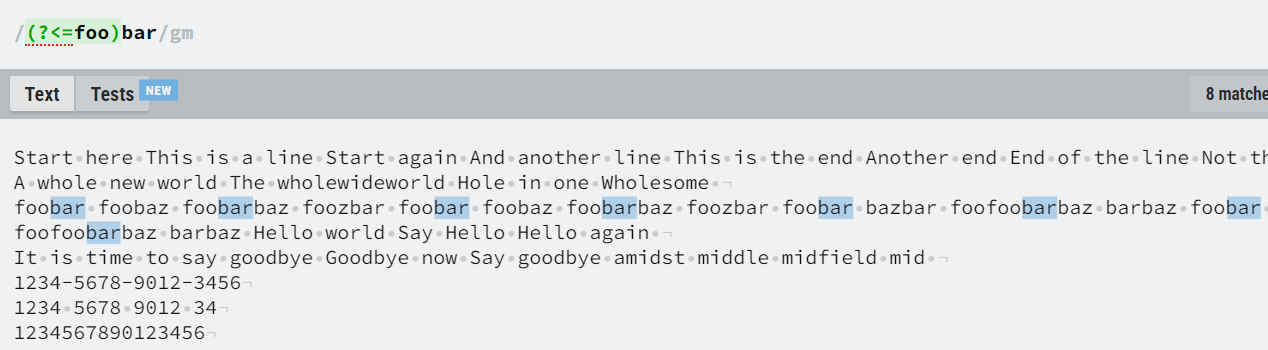 /(?<=foo)bar/gm
Text Tests NEW 8 matche
Start·here·This·is·a·line·Start·again·And·another·line·This·is·the·end·Another·end·End·of·the·line·Not·th
A·whole·new·world·The·wholewideworld·Hole·in·one·Wholesome·¬
foobar·foobaz·foobarbaz·foozbar·foobar·foobaz·foobarbaz·foozbar·foobar·bazbar·foofoobarbaz·barbaz·foobar·
foofoobarbaz·barbaz·Hello·world·Say·Hello·Hello·again·¬
It·is·time·to·say·goodbye·Goodbye·now·Say·goodbye·amidst·middle·midfield·mid·¬
1234-5678-9012-3456¬
1234·5678·9012·34¬
1234567890123456¬